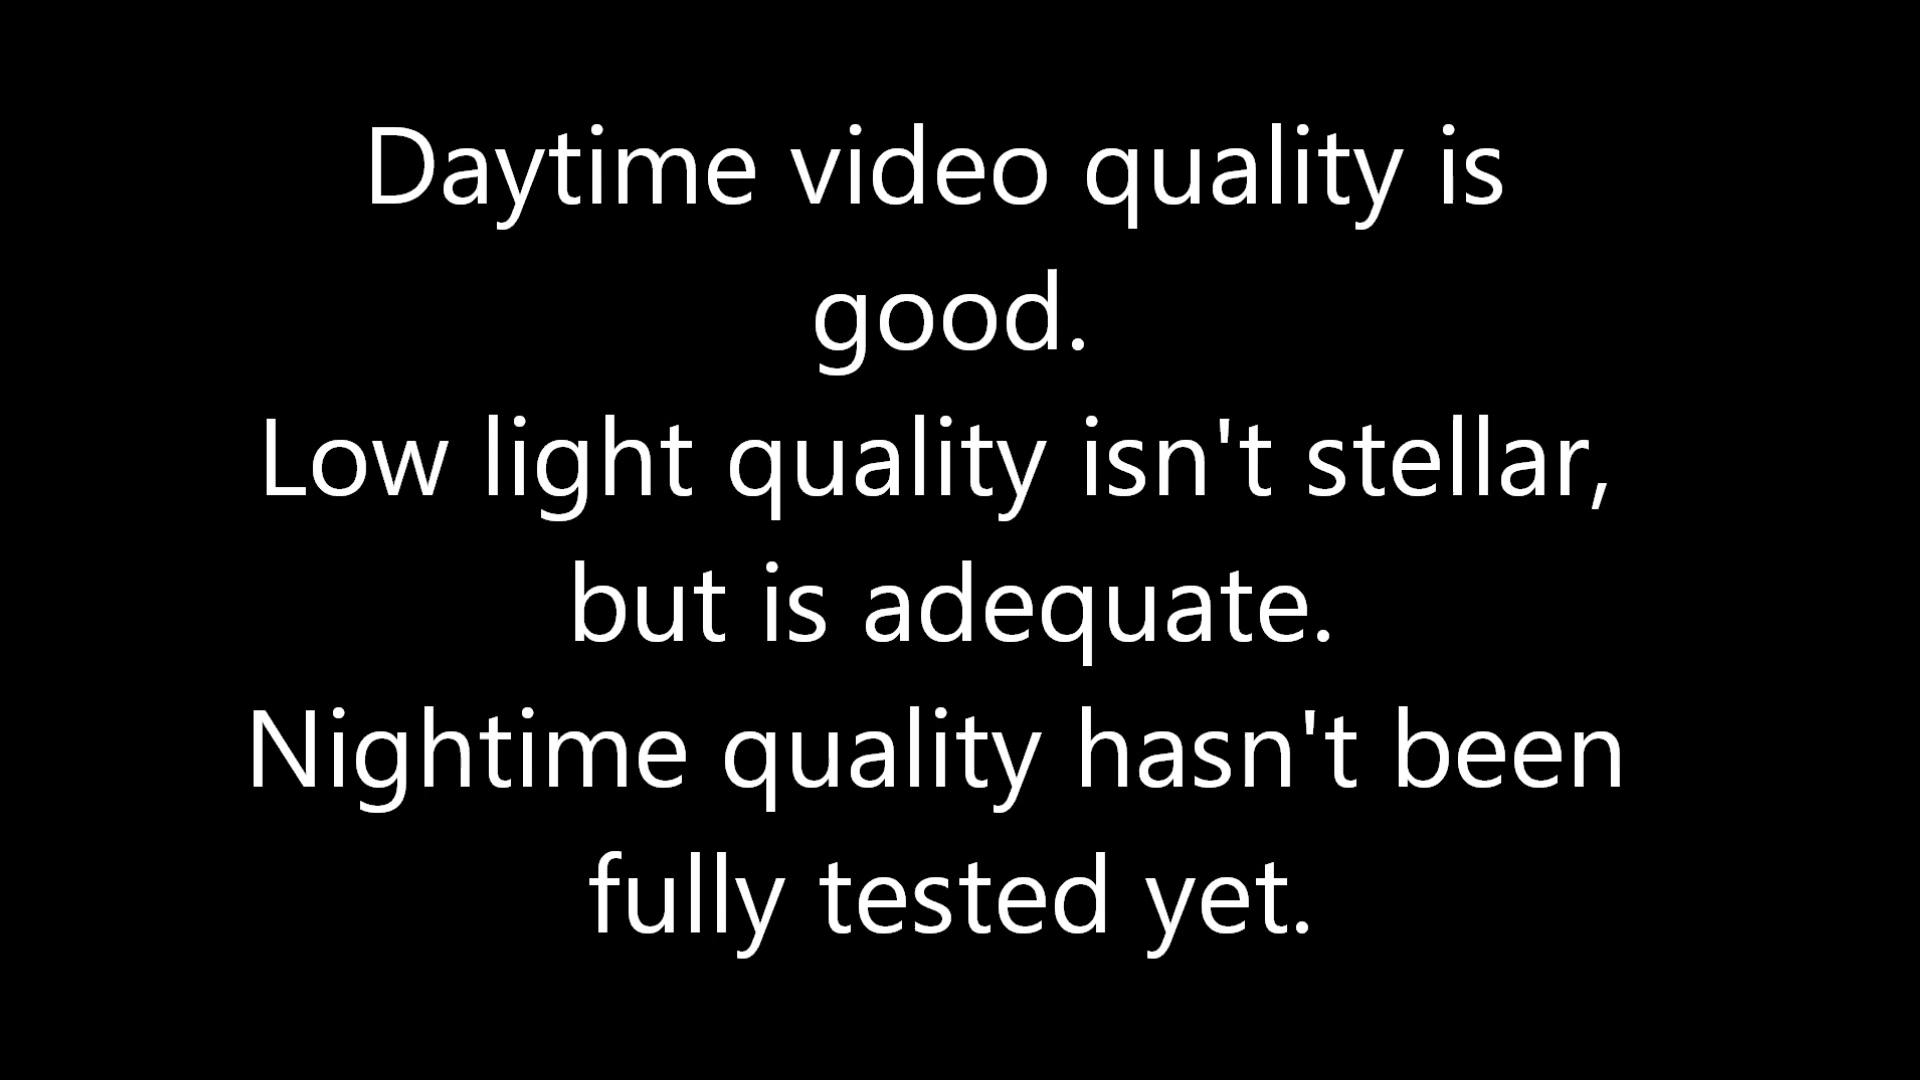 Daytime video quality is
good.
Low light quality isn't stellar,
but is adequate.
Nightime quality hasn't been
fully tested yet.